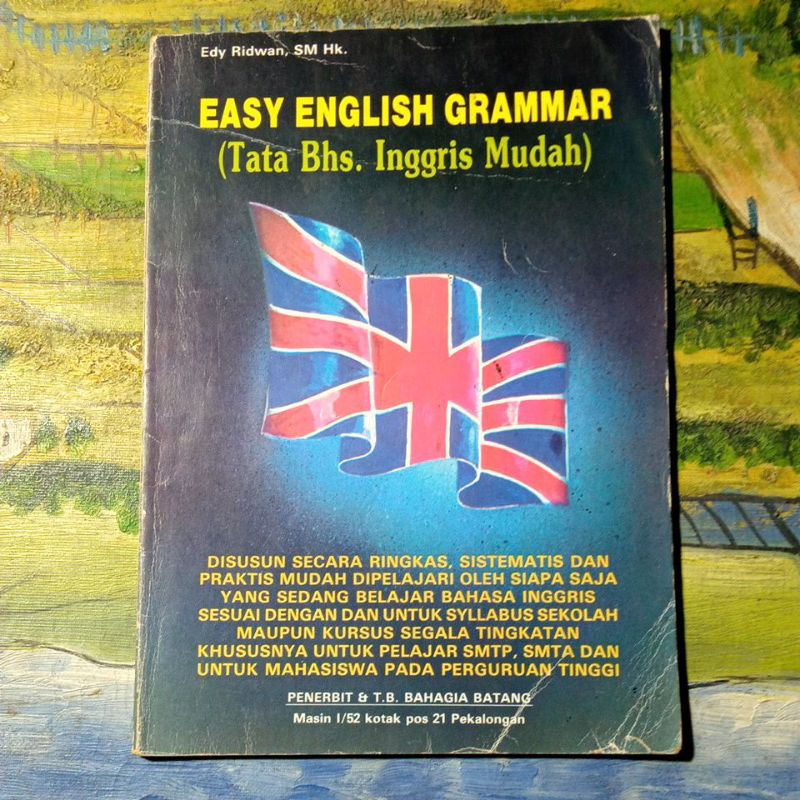 Edy Ridwan, SM Hk.
EASY ENGLISH GRAMMAR
(Tata Bhs. Inggris Mudah)
DISUSUN SECARA RINGKAS, SISTEMATIS DAN
PRAKTIS MUDAH DIPELAJARI OLEH SIAPA SAJA
YANG SEDANG BELAJAR BAHASA INGGRIS
SESUAI DENGAN DAN UNTUK SYLLABUS SEKOLAH
MAUPUN KURSUS SEGALA TINGKATAN
KHUSUSNYA UNTUK PELAJAR SMTP, SMTA DAN
UNTUK MAHASISWA PADA PERGURUAN TINGGI
PENERBIT & T.B. BAHAGIA BATANG
Masin I/52 kotak pos 21 Pekalongan